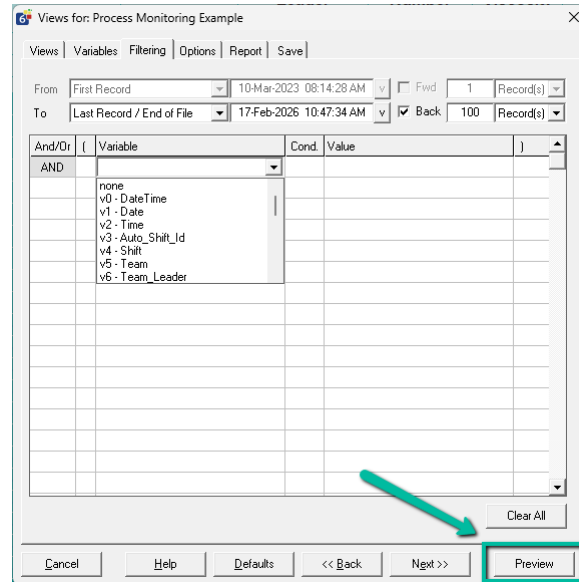 6σ Views for: Process Monitoring Example
Views Variables Filtering Options Report Save
From First Record 10-Mar-2023 08:14:28 AM v Fwd 1 Record(s)
To Last Record / End of File 17-Feb-2026 10:47:34 AM v Back 100 Record(s)
And/Or ( Variable Cond. Value )
AND
none
v0 - DateTime
v1 - Date
v2 - Time
v3 - Auto_Shift_Id
v4 - Shift
v5 - Team
v6 - Team_Leader
Clear All
Cancel Help Defaults << Back Next >> Preview